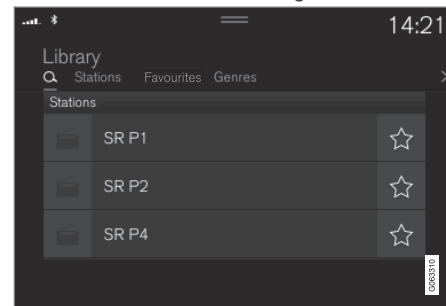 14:21
Library
Stations Favourites Genres
Stations
SR P1
SR P2
SR P4
G063310